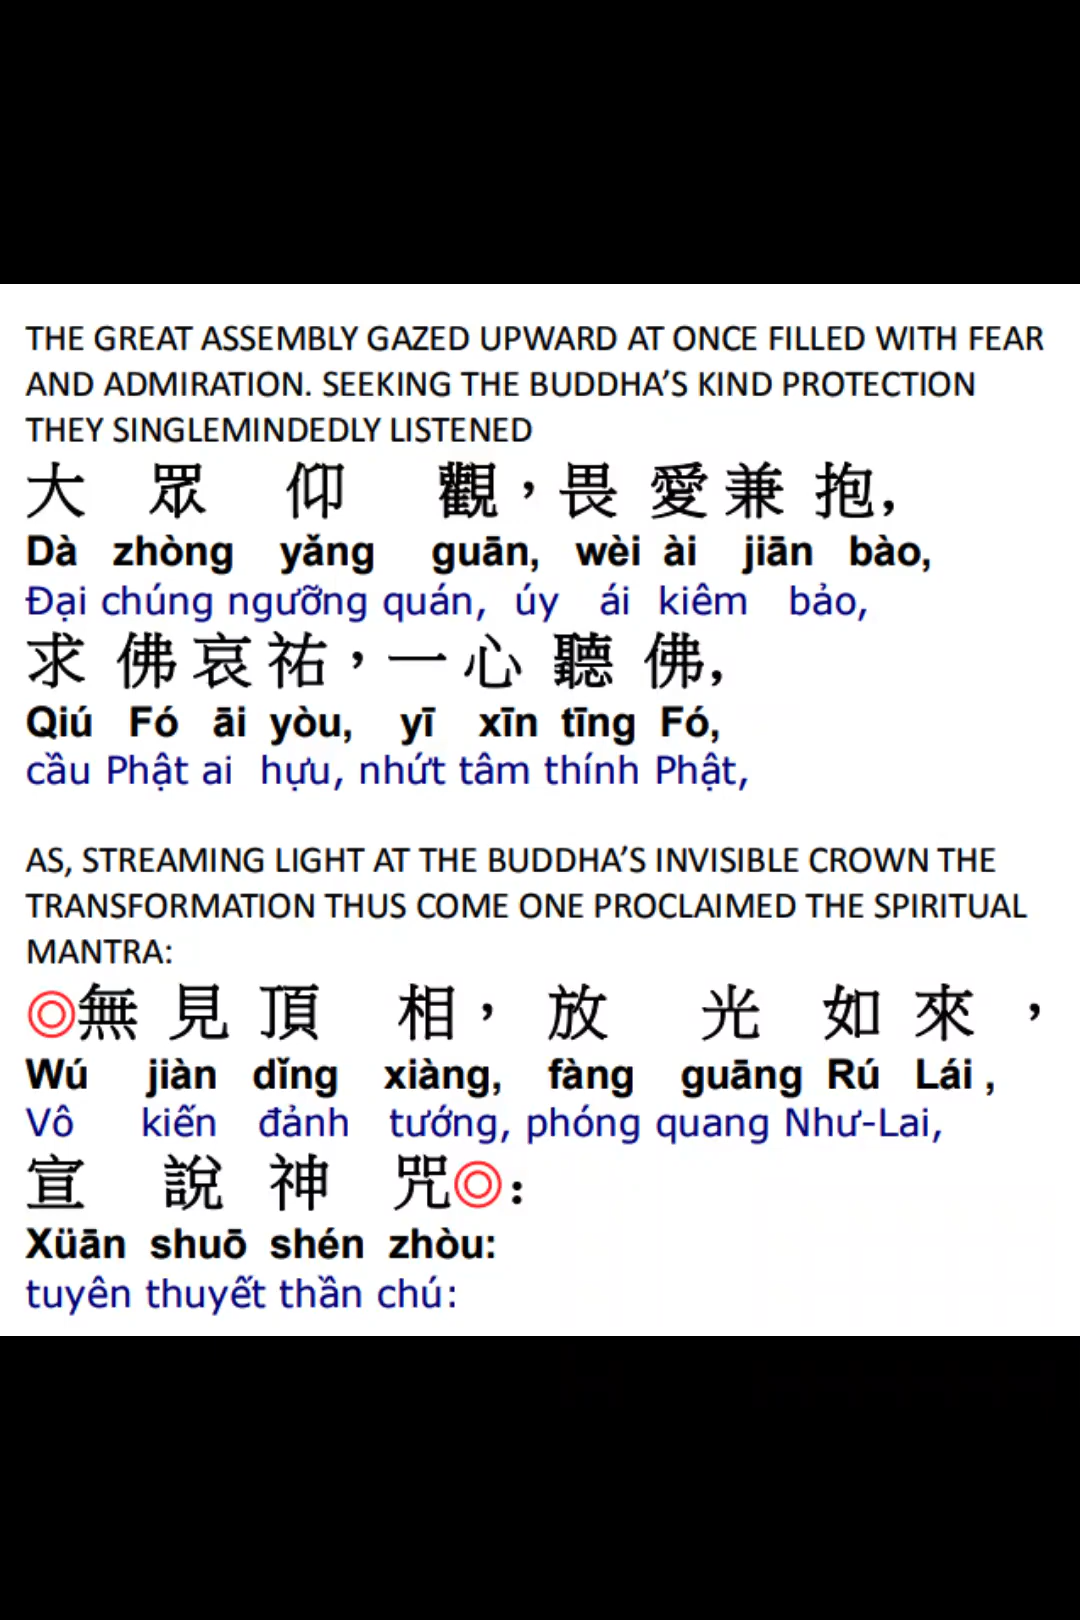 THE GREAT ASSEMBLY GAZED UPWARD AT ONCE FILLED WITH FEAR
AND ADMIRATION. SEEKING THE BUDDHA'S KIND PROTECTION
THEY SINGLEMINDEDLY LISTENED
大 眾 仰 觀，畏 愛 兼 抱,
Dà zhòng yǎng guān, wèi ài jiān bào,
Đại chúng ngưỡng quán, úy ái kiêm bảo,
求 佛 哀 祐，一 心 聽 佛,
Qiú Fó āi yòu, yī xīn tīng Fó,
cầu Phật ai hựu, nhứt tâm thính Phật,
AS, STREAMING LIGHT AT THE BUDDHA'S INVISIBLE CROWN THE
TRANSFORMATION THUS COME ONE PROCLAIMED THE SPIRITUAL
MANTRA:
◎無 見 頂 相，放 光 如 來，
Wú jiàn dǐng xiàng, fàng guāng Rú Lái ,
Vô kiến đảnh tướng, phóng quang Như-Lai,
宣 說 神 咒◎：
Xüān shuō shén zhòu:
tuyên thuyết thần chú: